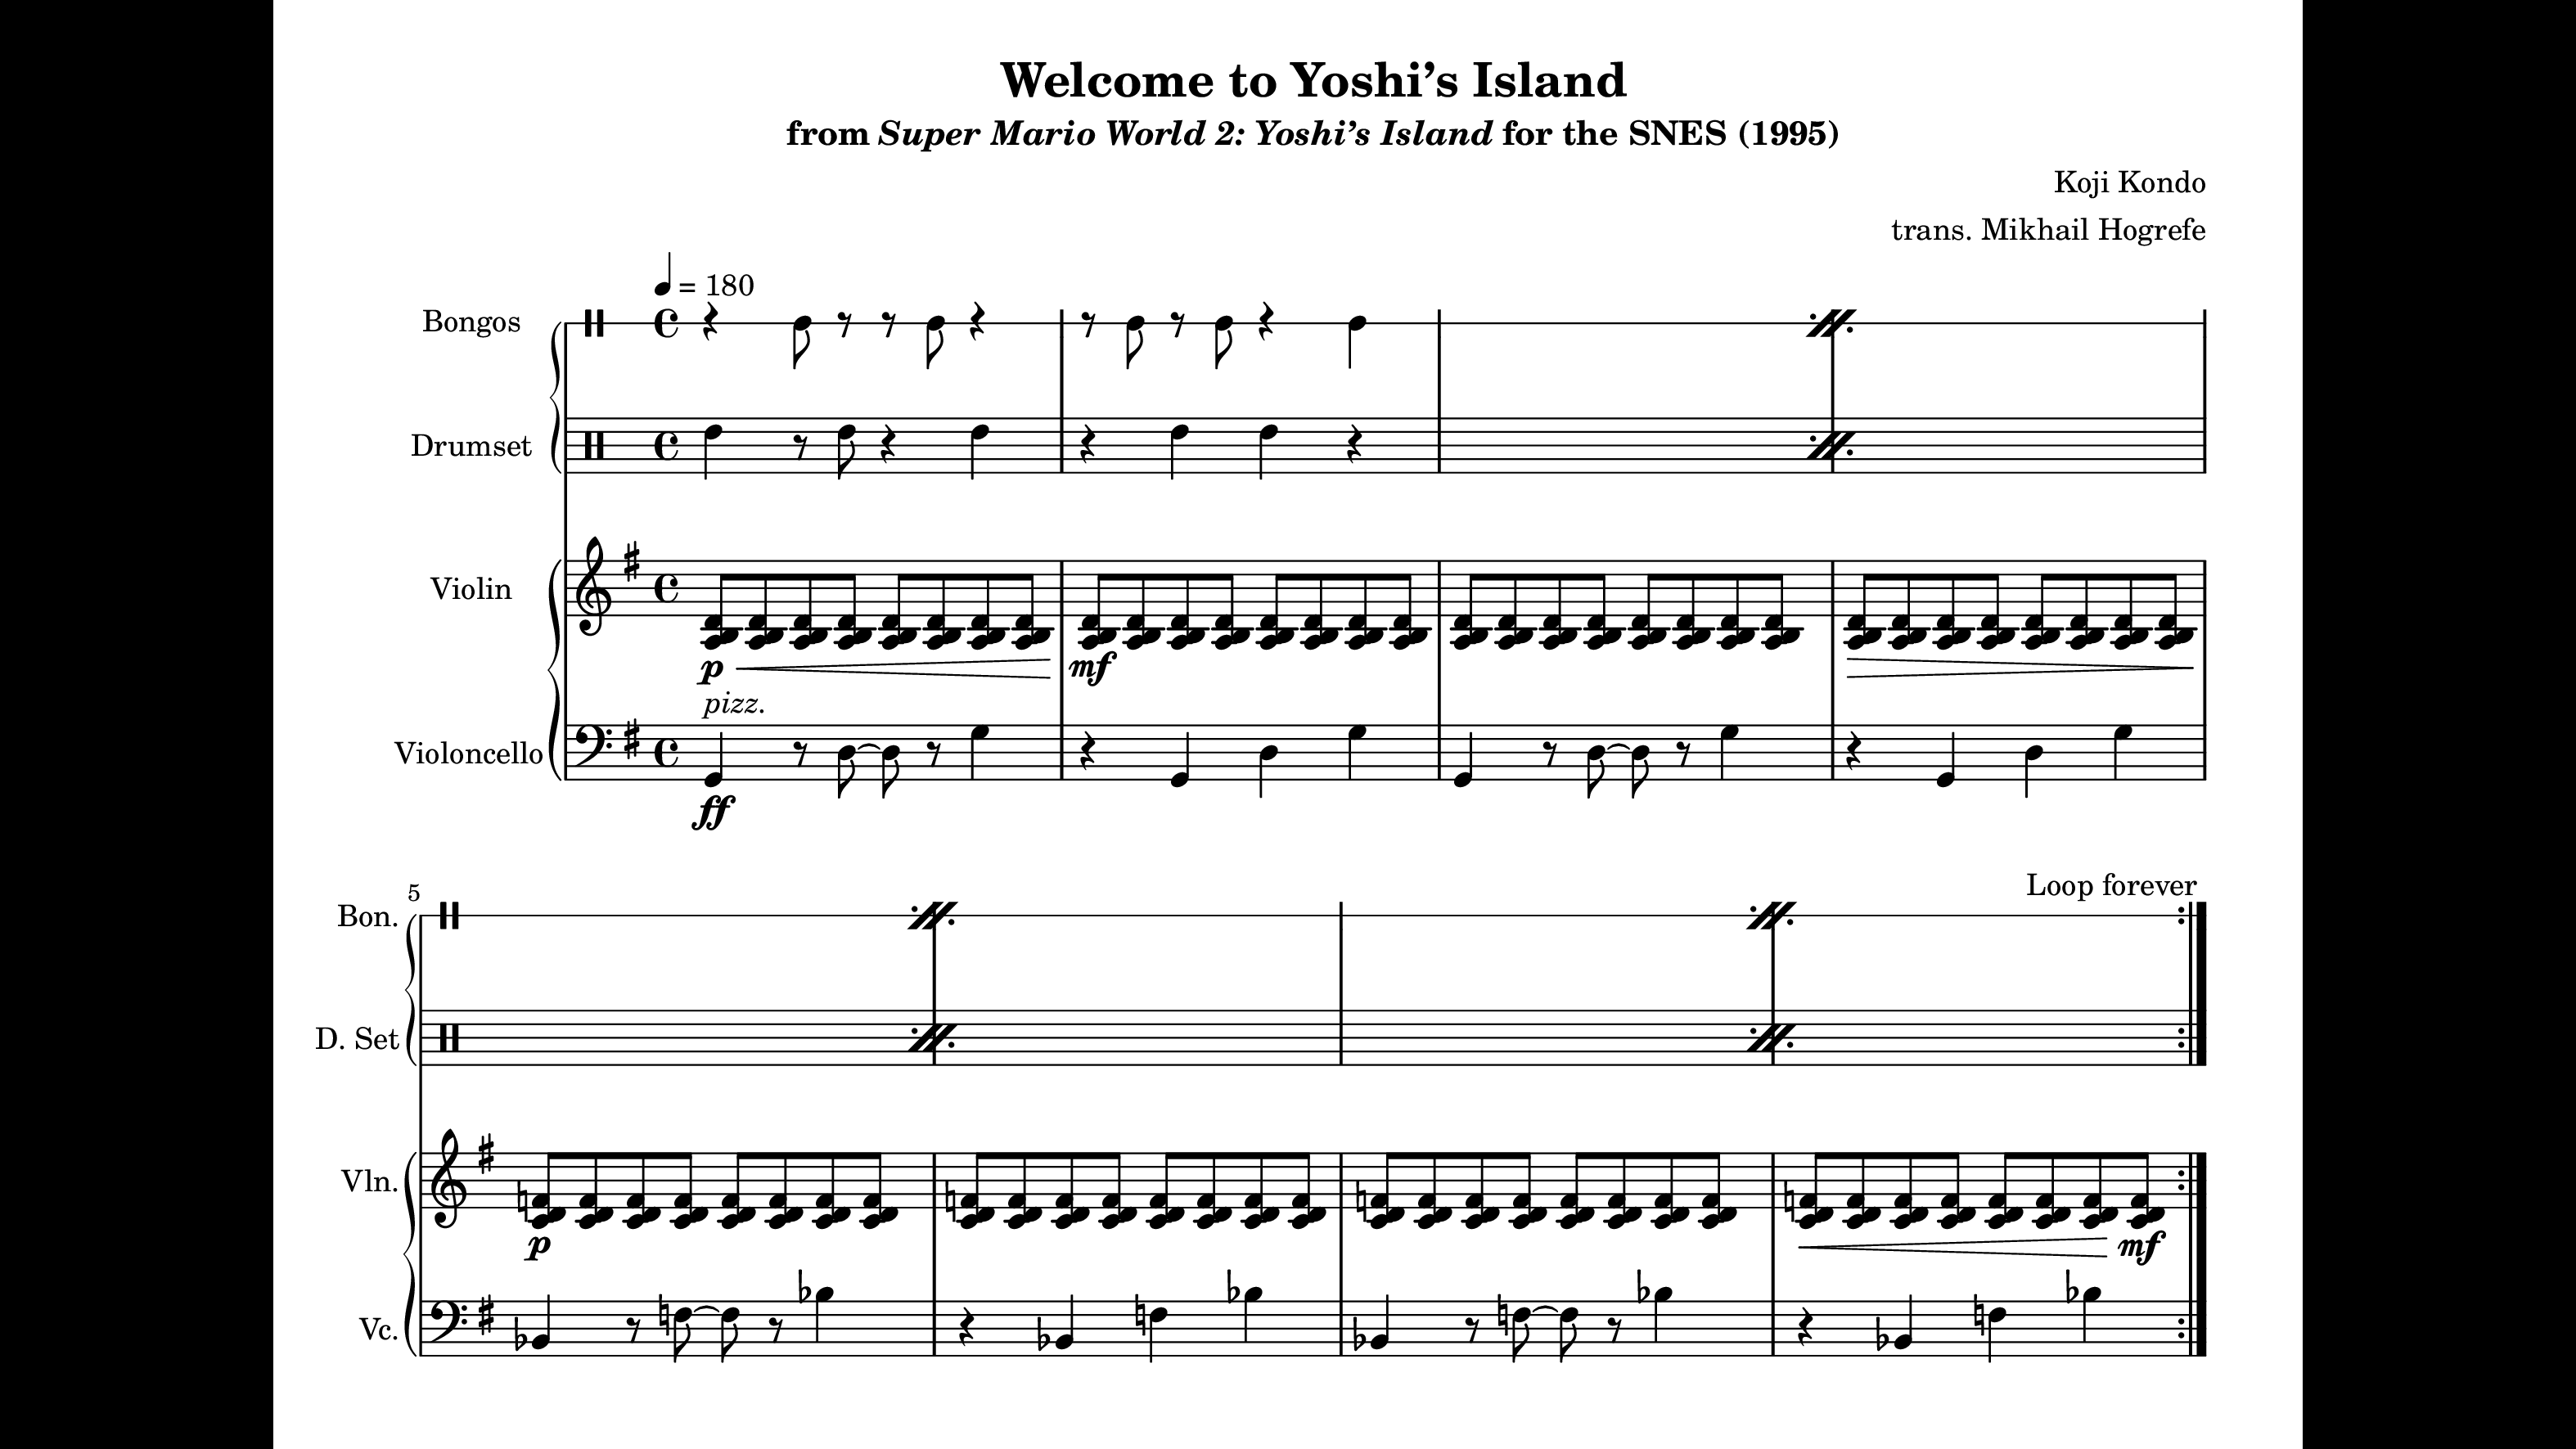 Welcome to Yoshi’s Island
from Super Mario World 2: Yoshi’s Island for the SNES (1995)
Koji Kondo
trans. Mikhail Hogrefe
= 180
Bongos
Drumset
Violin
p
mf
pizz.
Violoncello
ff
5
Loop forever
Bon.
D. Set
Vln.
p
mf
Vc.